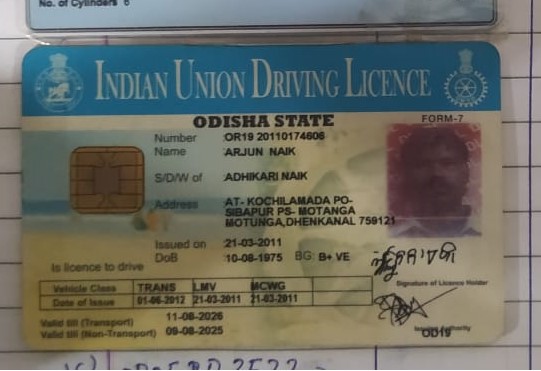 No. of Cylinders 6
INDIAN UNION DRIVING LICENCE
ODISHA STATE
FORM-7
Number OR19 20110174606
Name ARJUN NAIK
S/D/W of ADHIKARI NAIK
Address AT- KOCHILAMADA PO-
SIBAPUR PS- MOTANGA
MOTUNGA,DHENKANAL 759121
Issued on 21-03-2011
DoB 10-08-1975 BG: B+ VE
Is licence to drive
Signature of Licence Holder
Vehicle Class TRANS LMV MCWG
Date of Issue 01-06-2012 21-03-2011 21-03-2011
Valid till (Transport) 11-08-2026
Valid till (Non-Transport) 09-08-2025
Authority
OD19